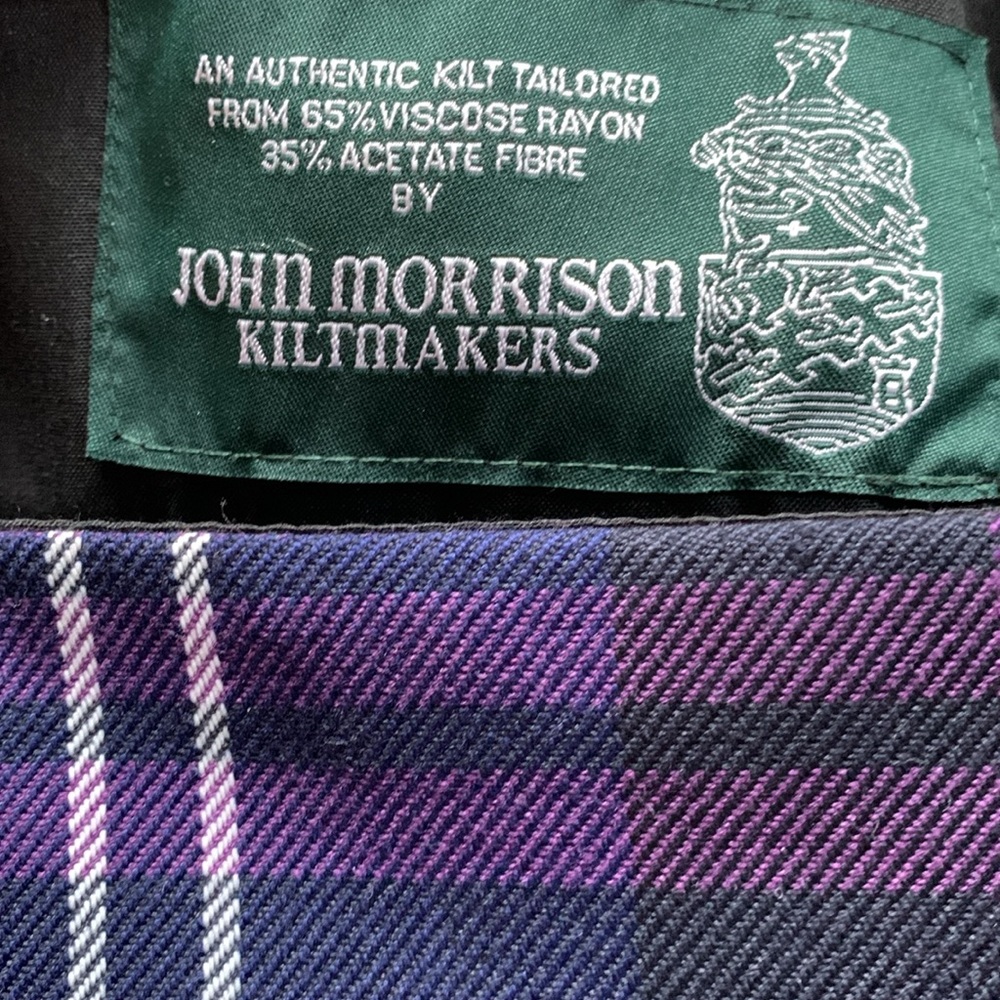 AN AUTHENTIC KILT TAILORED
FROM 65% VISCOSE RAYON
35% ACETATE FIBRE
BY
JOHN MORRISON
KILTMAKERS